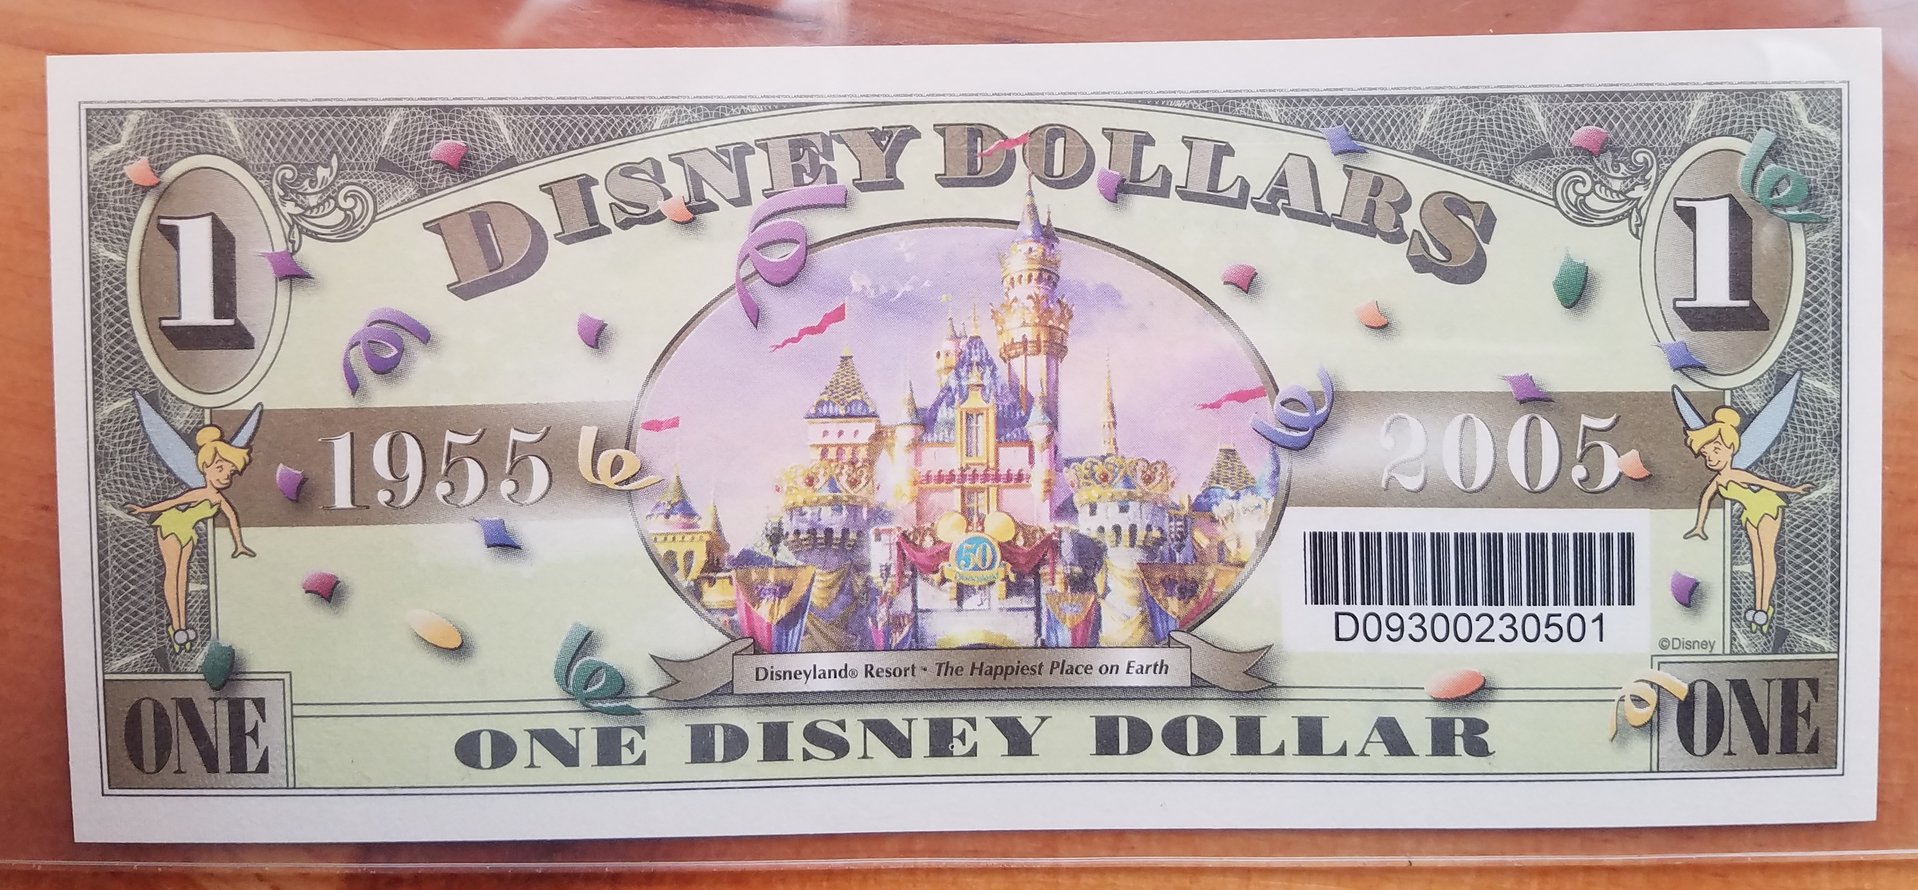 DISNEY DOLLARS
1
1
1955
2005
50
D09300230501
©Disney
Disneyland® Resort • The Happiest Place on Earth
ONE
ONE DISNEY DOLLAR
ONE